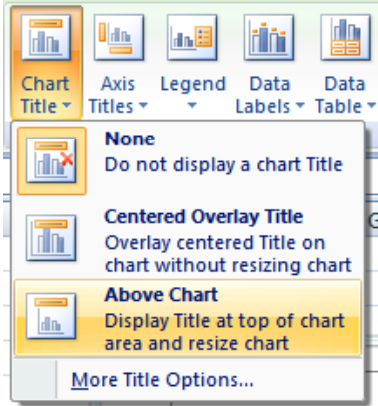 Chart Axis Legend Data Data
Title Titles Labels Table
None
Do not display a chart Title
Centered Overlay Title
Overlay centered Title on
chart without resizing chart
Above Chart
Display Title at top of chart
area and resize chart
More Title Options...